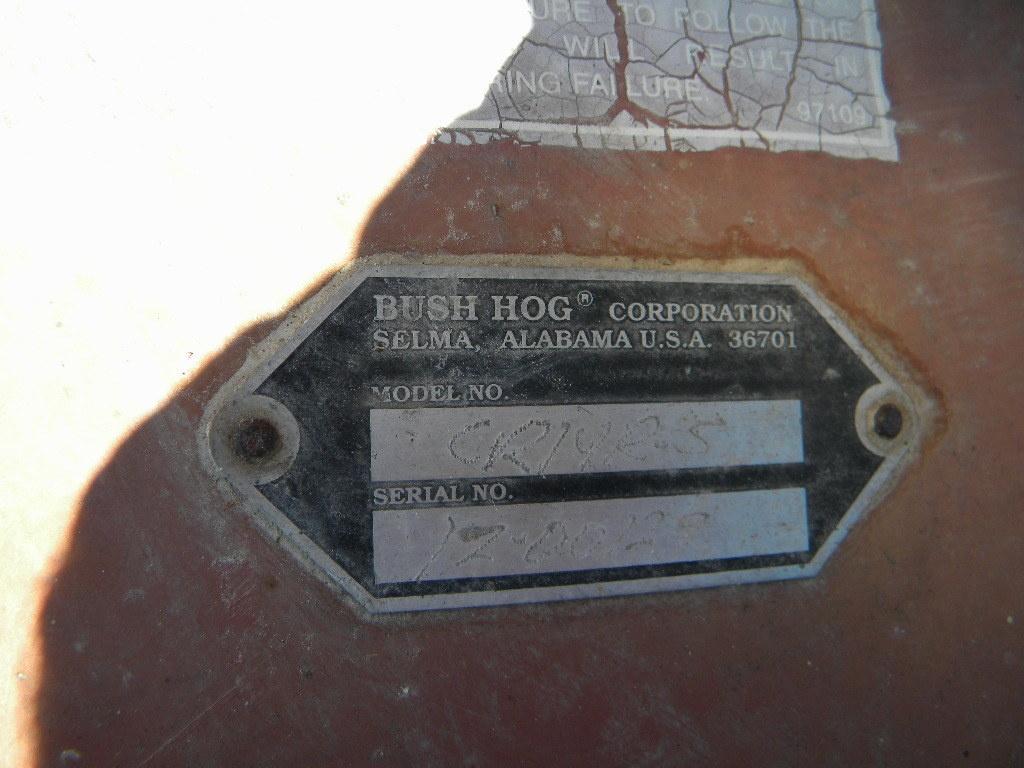 URE TO FOLLOW THE
WILL RESULT IN
RING FAILURE.
97109
BUSH HOG® CORPORATION
SELMA, ALABAMA U.S.A. 36701
MODEL NO.
SERIAL NO.